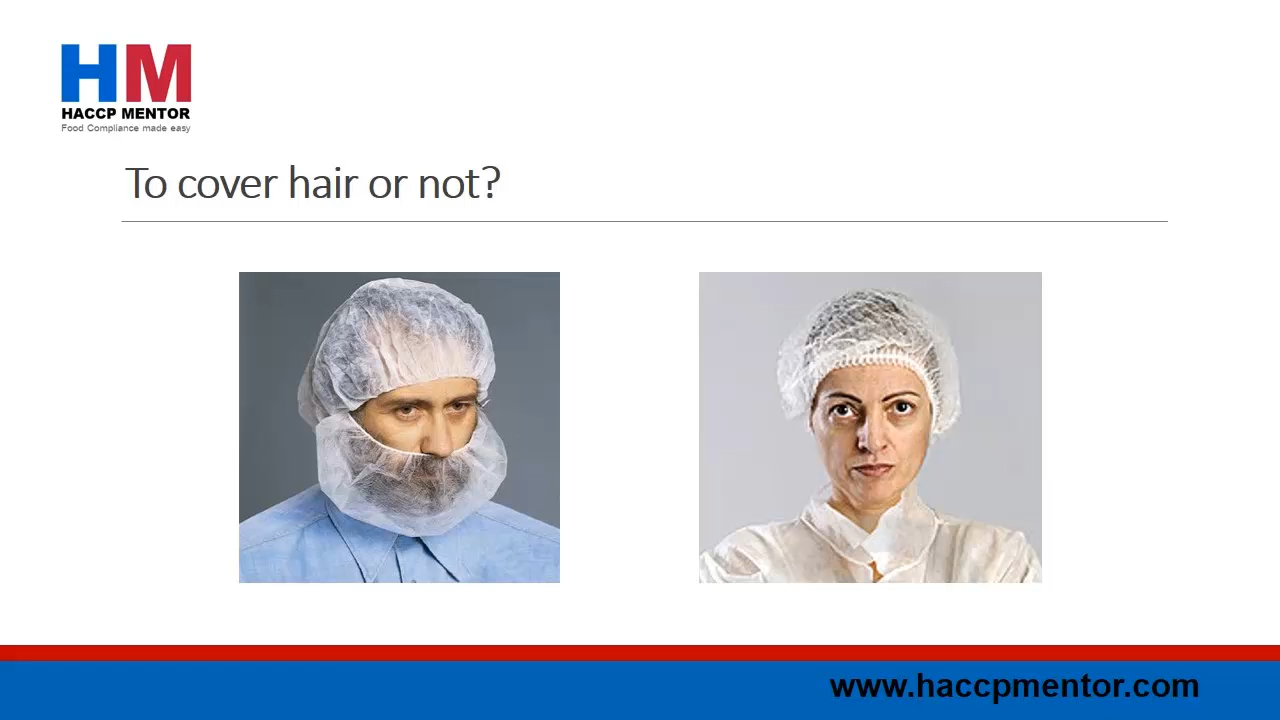 HM
HACCP MENTOR
Food Compliance made easy
To cover hair or not?
www.haccpmentor.com